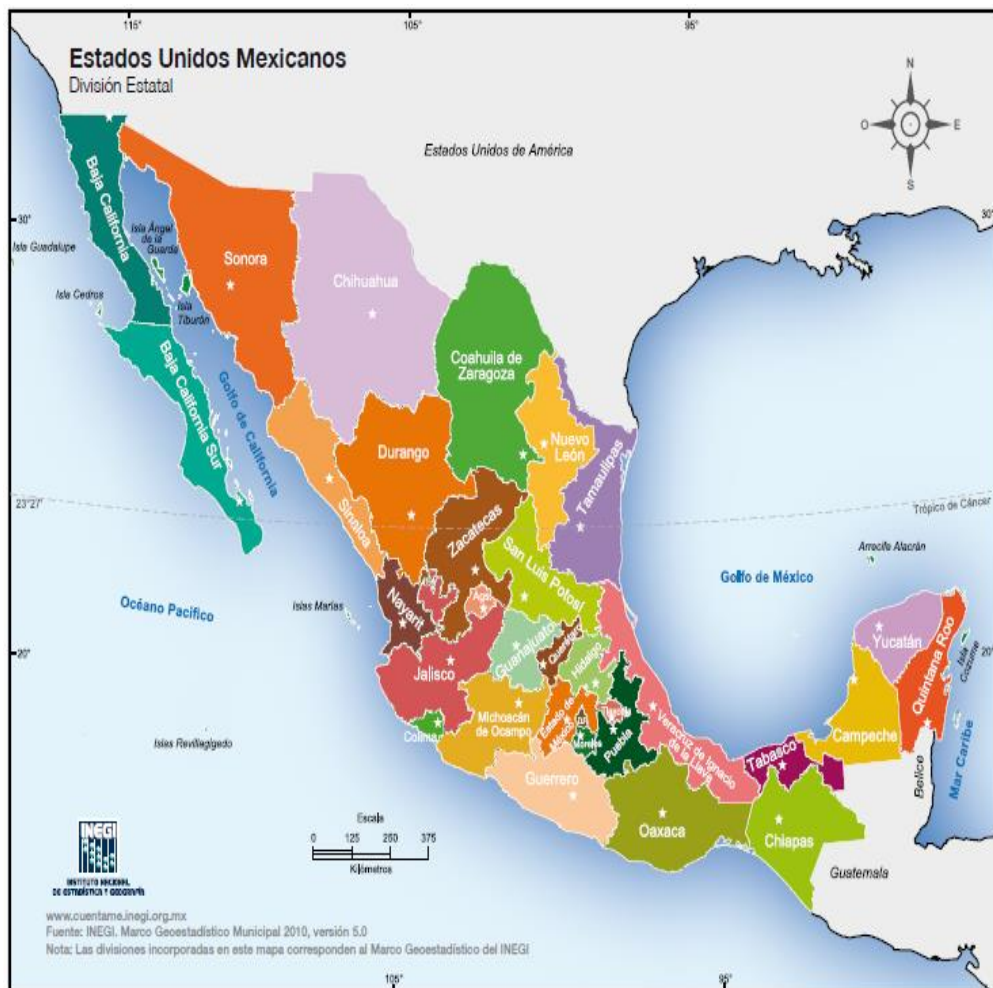 115°
105°
95°
Estados Unidos Mexicanos
División Estatal
N
O
E
S
Estados Unidos de América
30°
30°
Baja California
Isla Ángel
de la
Guarda
Isla Guadalupe
Isla Cedros
Isla
Tiburón
Sonora
Chihuahua
Coahuila de
Zaragoza
Baja California Sur
Golfo de California
Nuevo
León
Durango
Tamaulipas
Sinaloa
23°27'
Trópico de Cáncer
Zacatecas
San Luis Potosí
Arrecife Alacrán
Golfo de México
Océano Pacífico
Islas Marías
Nayarit
Ags.
Guanajuato
Querétaro
Hidalgo
Yucatán
Quintana Roo
Isla
Cozume
20°
20°
Jalisco
Michoacán
de Ocampo
Colima
Estado de
México
DF
Morelos
Puebla
Veracruz de Ignacio
de la Llave
Campeche
Tabasco
Islas Revillagigedo
Guerrero
Oaxaca
Chiapas
Belice
Mar Caribe
Guatemala
Escala
0 125 250 375
Kilómetros
INEGI
INSTITUTO NACIONAL
DE ESTADÍSTICA Y GEOGRAFÍA
www.cuentame.inegi.org.mx
Fuente: INEGI. Marco Geoestadístico Municipal 2010, versión 5.0
Nota: Las divisiones incorporadas en este mapa corresponden al Marco Geoestadístico del INEGI
105°
95°